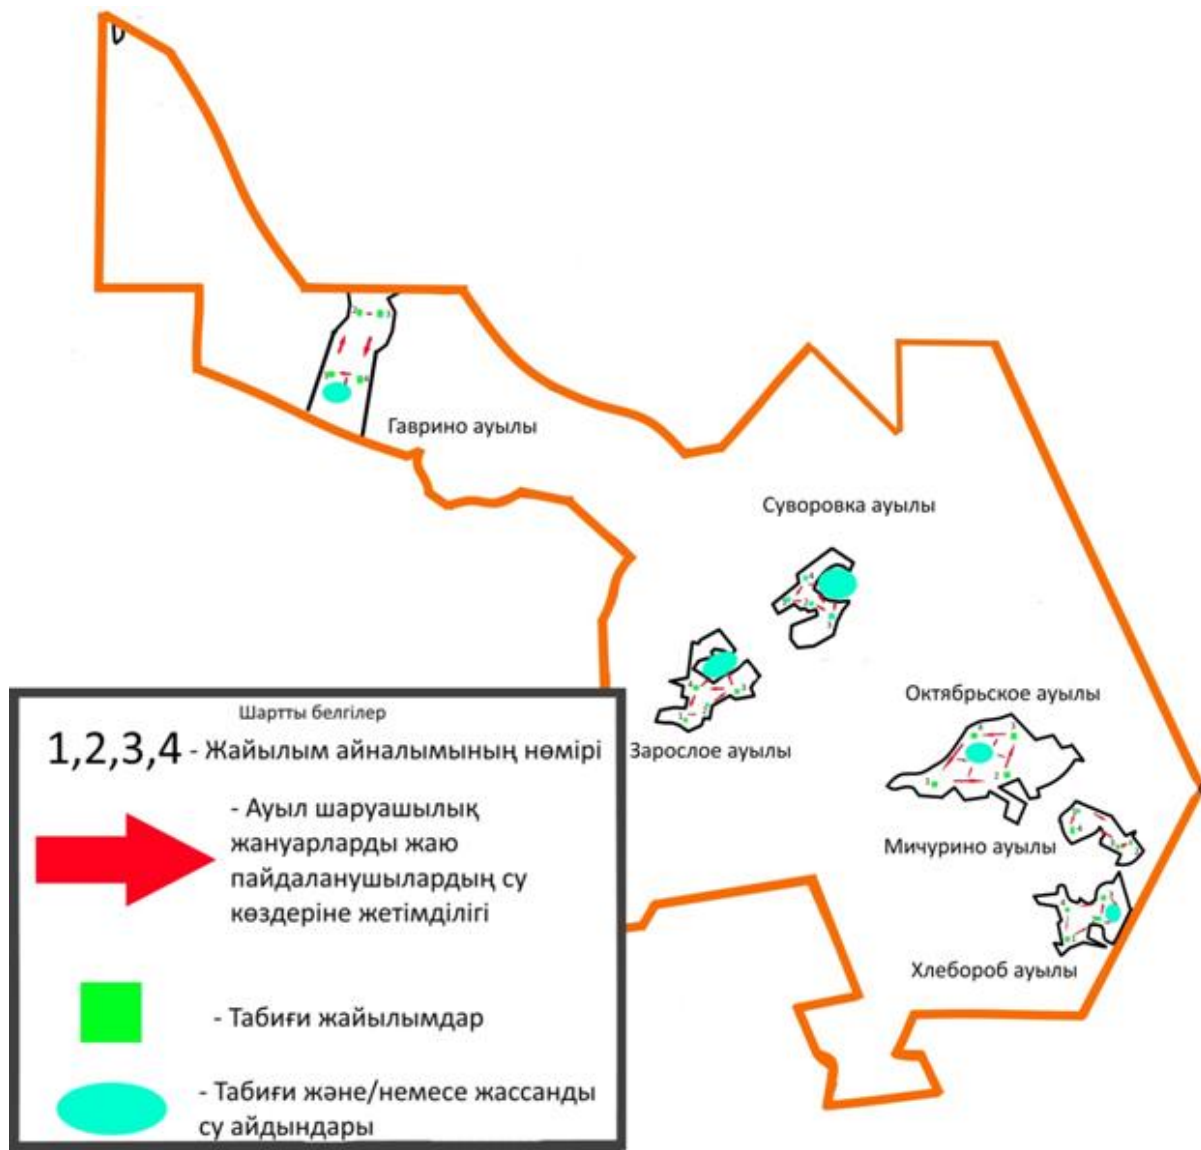 Гаврино ауылы
Суворовка ауылы
Октябрьское ауылы
Зарослое ауылы
Мичурино ауылы
Хлебороб ауылы
Шартты белгілер
1,2,3,4 - Жайылым айналымының нөмірі
- Ауыл шаруашылық
жануарларды жаю
пайдаланушылардың су
көздеріне жетімділігі
- Табиғи жайылымдар
- Табиғи және/немесе жассанды
су айдындары